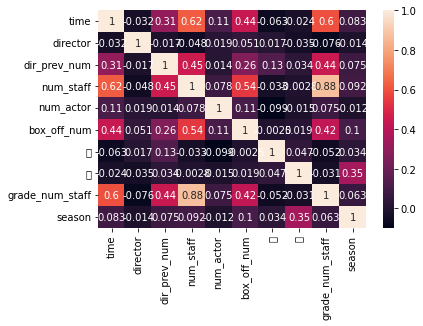 time 1 -0.032 0.31 0.62 0.11 0.44 -0.063 -0.024 0.6 0.083
director -0.032 1 -0.017 -0.048 0.019 0.051 0.017 -0.035 -0.076 -0.014
dir_prev_num 0.31 -0.017 1 0.45 0.014 0.26 0.13 0.034 0.44 0.075
num_staff 0.62 -0.048 0.45 1 0.078 0.54 -0.033 -0.0028 0.88 0.092
num_actor 0.11 0.019 0.014 0.078 1 0.11 -0.099 -0.015 0.075 -0.012
box_off_num 0.44 0.051 0.26 0.54 0.11 1 -0.0025 0.019 0.42 0.1
-0.063 0.017 0.13 -0.033 -0.099 -0.0025 1 0.047 -0.052 0.034
-0.024 -0.035 0.034 -0.0028 -0.015 0.019 0.047 1 -0.031 0.35
grade_num_staff 0.6 -0.076 0.44 0.88 0.075 0.42 -0.052 -0.031 1 0.063
season 0.083 -0.014 0.075 0.092 -0.012 0.1 0.034 0.35 0.063 1
time
director
dir_prev_num
num_staff
num_actor
box_off_num
grade_num_staff
season
1.0
0.8
0.6
0.4
0.2
0.0